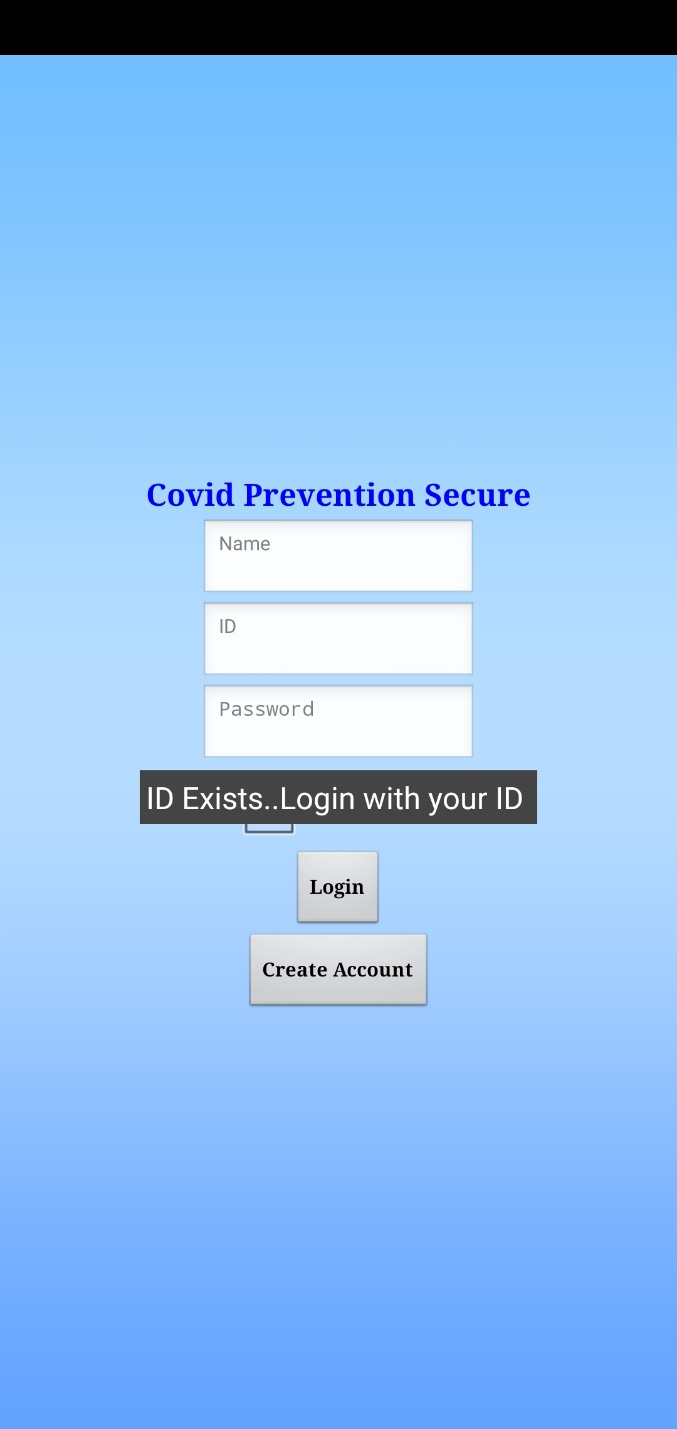 Covid Prevention Secure
Name
ID
Password
ID Exists..Login with your ID
Login
Create Account